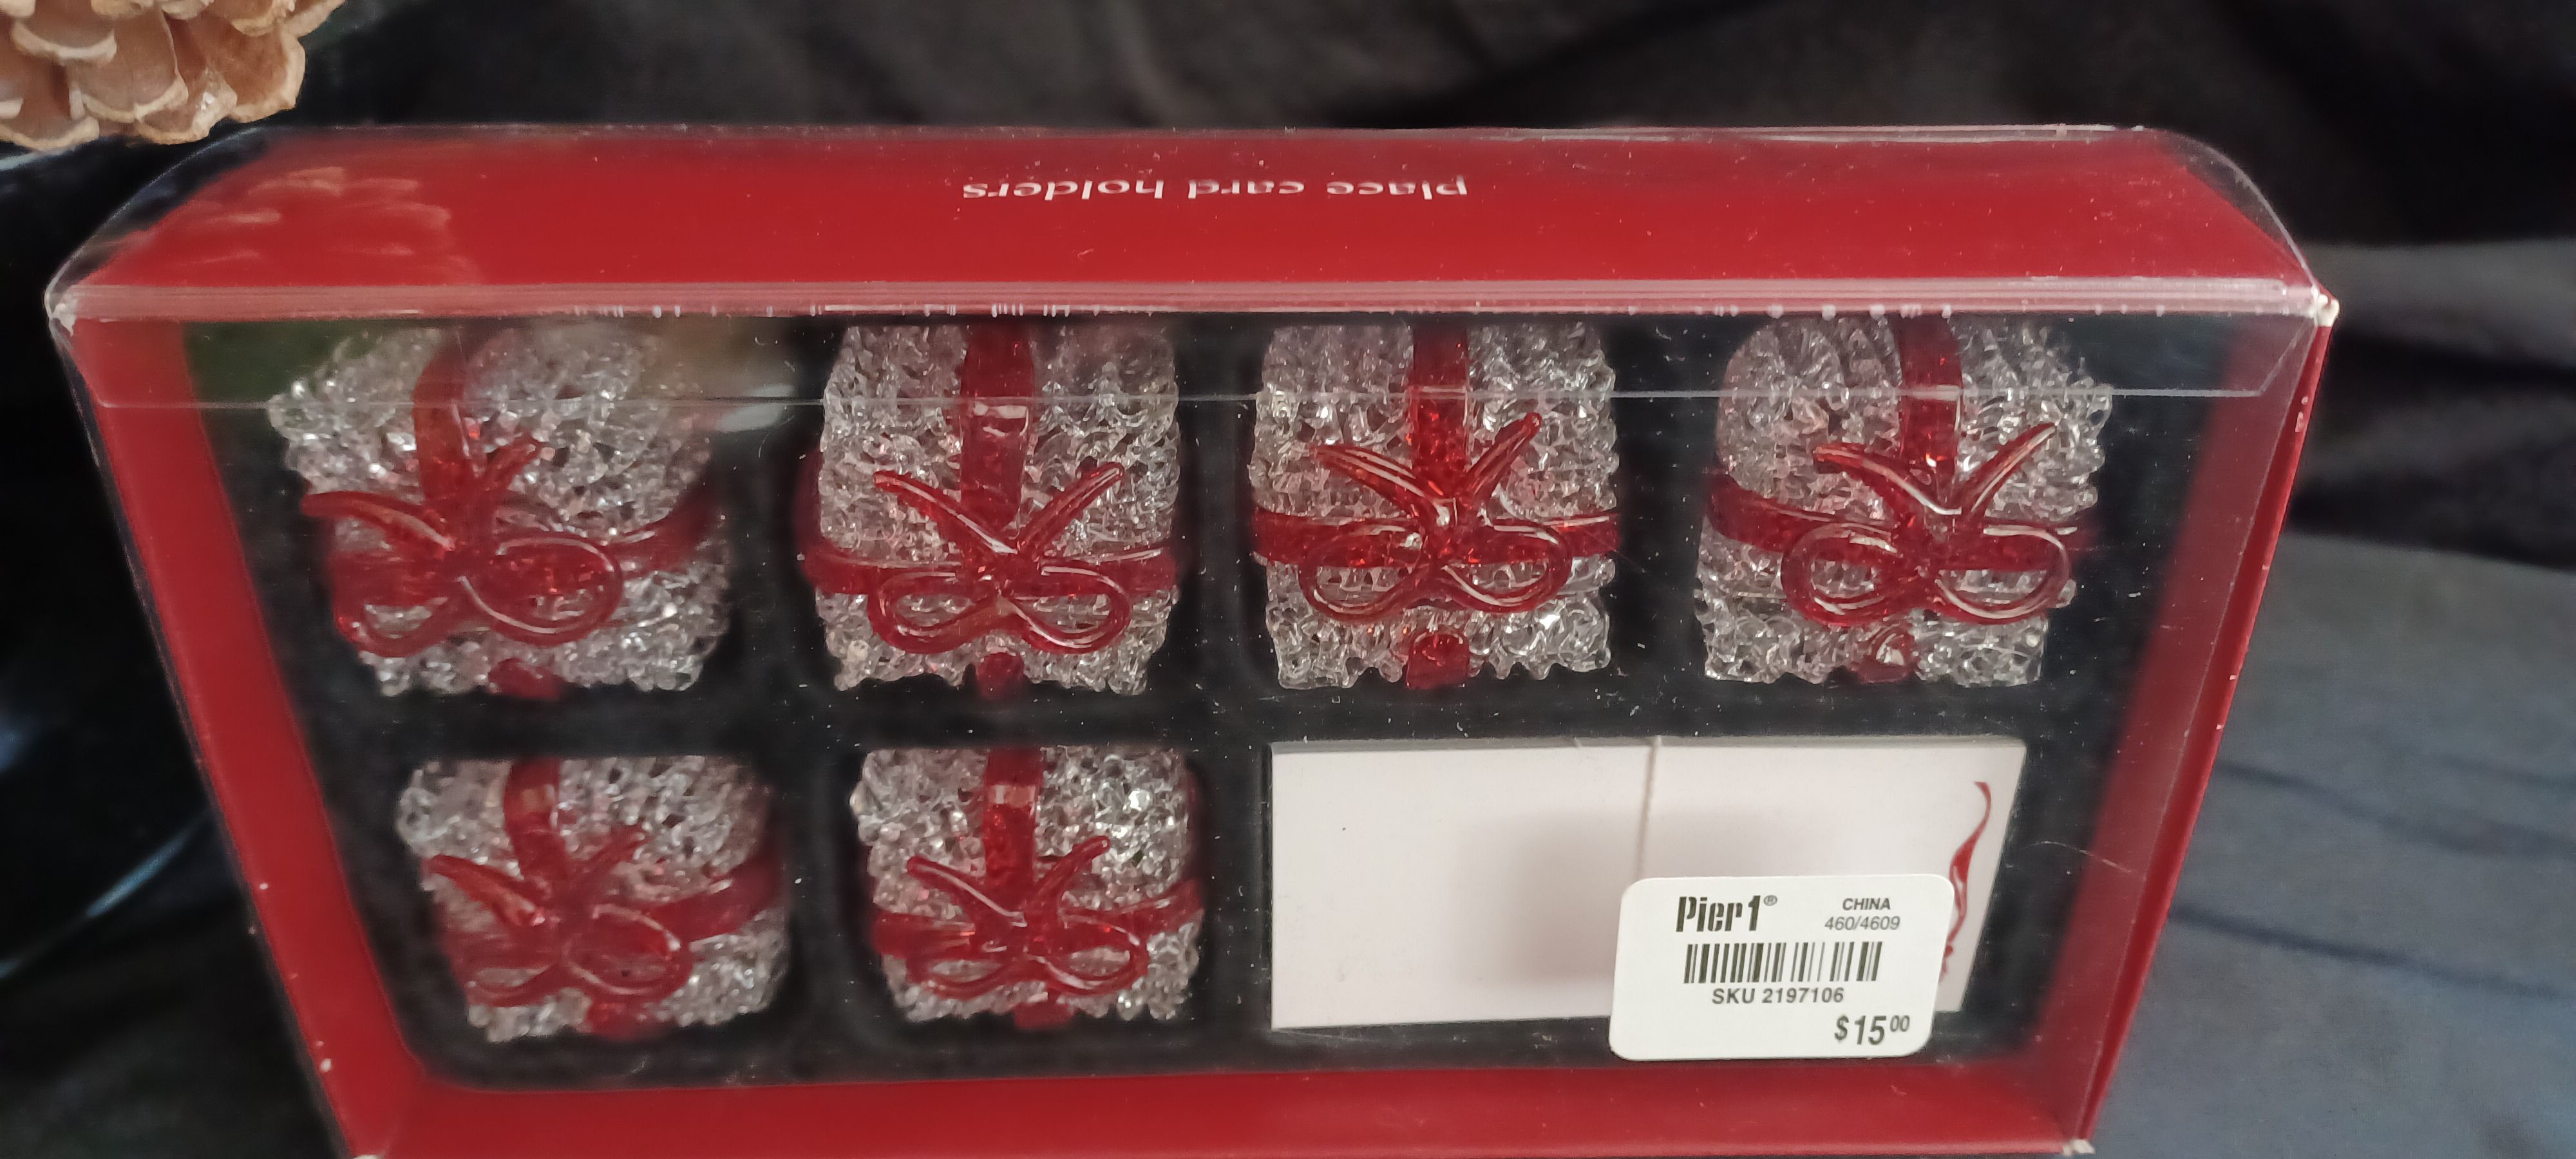 place card holders
Pier 1®
CHINA
460/4609
SKU 2197106
$15 00